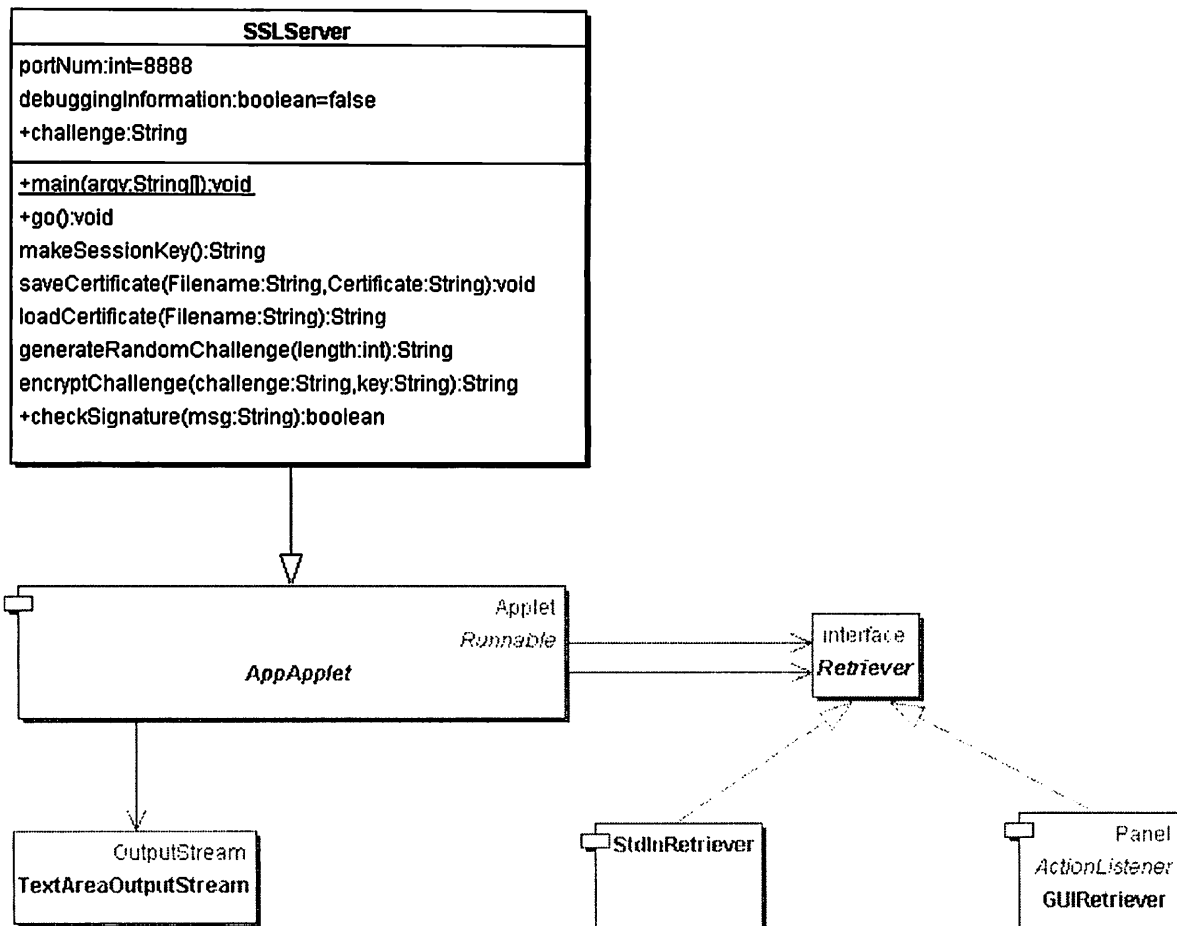 SSLServer
portNum:int=8888
debuggingInformation:boolean=false
+challenge:String
+main(argv:String[]):void
+go():void
makeSessionKey():String
saveCertificate(Filename:String,Certificate:String):void
loadCertificate(Filename:String):String
generateRandomChallenge(length:int):String
encryptChallenge(challenge:String,key:String):String
+checkSignature(msg:String):boolean
Applet
Runnable
AppApplet
interface
Retriever
OutputStream
TextAreaOutputStream
StdInRetriever
Panel
ActionListener
GUIRetriever